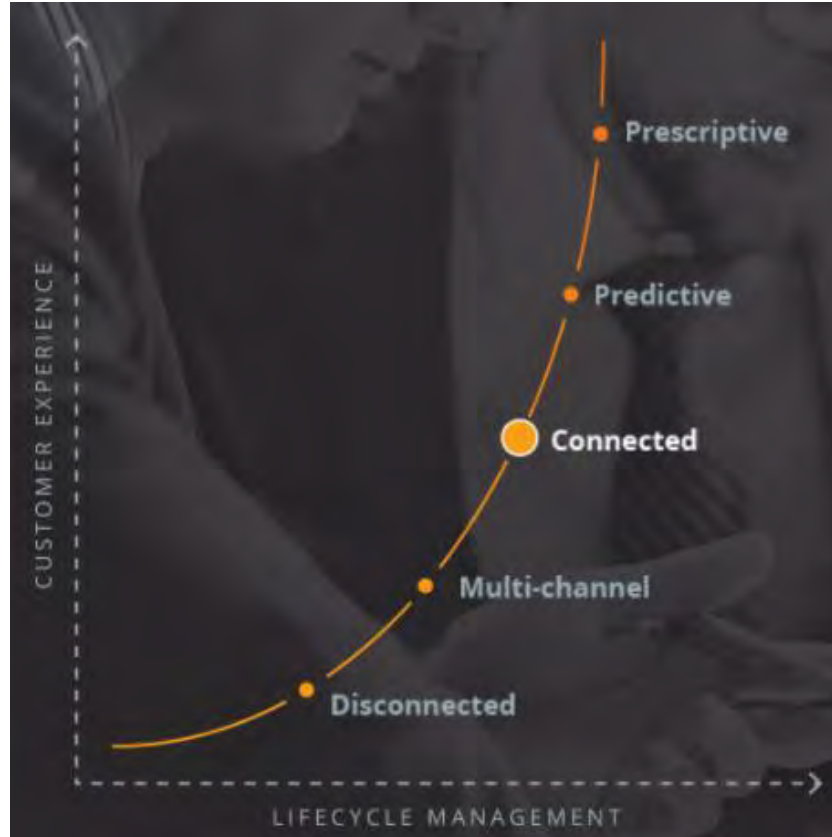 Prescriptive
Predictive
Connected
Multi-channel
Disconnected
CUSTOMER EXPERIENCE
LIFECYCLE MANAGEMENT